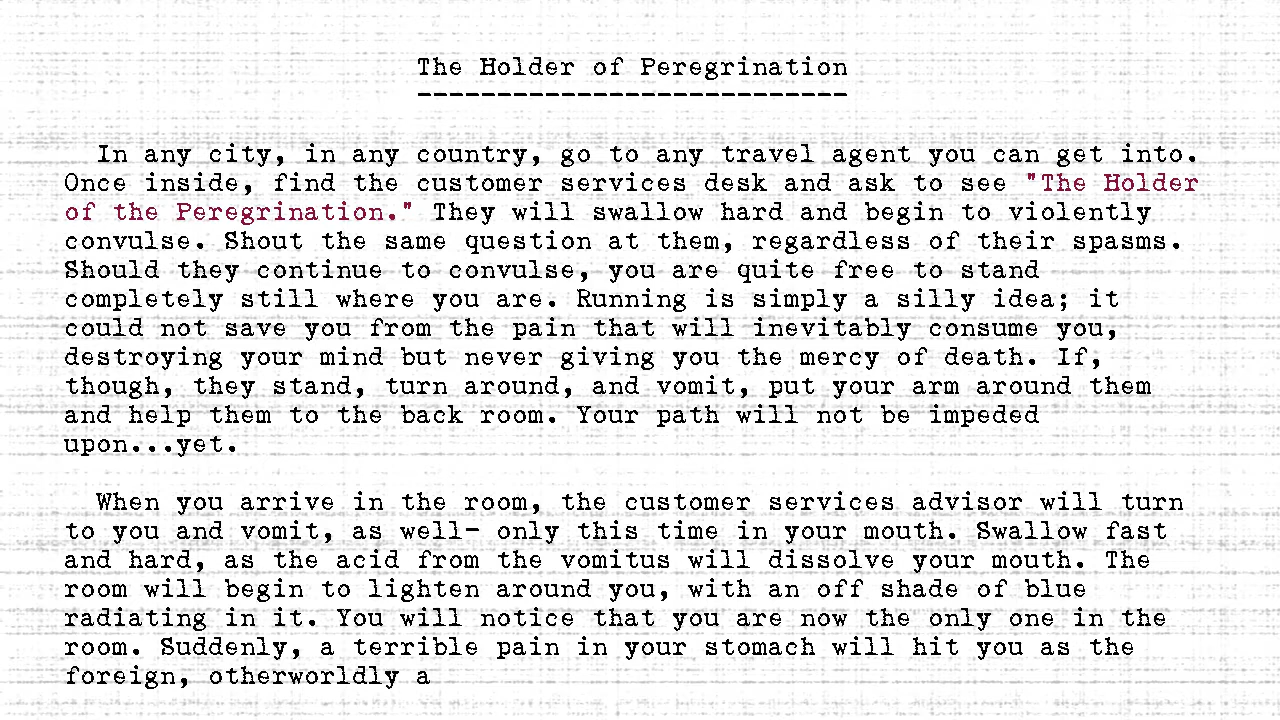 The Holder of Peregrination
---------------------------
In any city, in any country, go to any travel agent you can get into.
Once inside, find the customer services desk and ask to see "The Holder
of the Peregrination." They will swallow hard and begin to violently
convulse. Shout the same question at them, regardless of their spasms.
Should they continue to convulse, you are quite free to stand
completely still where you are. Running is simply a silly idea; it
could not save you from the pain that will inevitably consume you,
destroying your mind but never giving you the mercy of death. If,
though, they stand, turn around, and vomit, put your arm around them
and help them to the back room. Your path will not be impeded
upon...yet.
When you arrive in the room, the customer services advisor will turn
to you and vomit, as well- only this time in your mouth. Swallow fast
and hard, as the acid from the vomitus will dissolve your mouth. The
room will begin to lighten around you, with an off shade of blue
radiating in it. You will notice that you are now the only one in the
room. Suddenly, a terrible pain in your stomach will hit you as the
foreign, otherworldly a